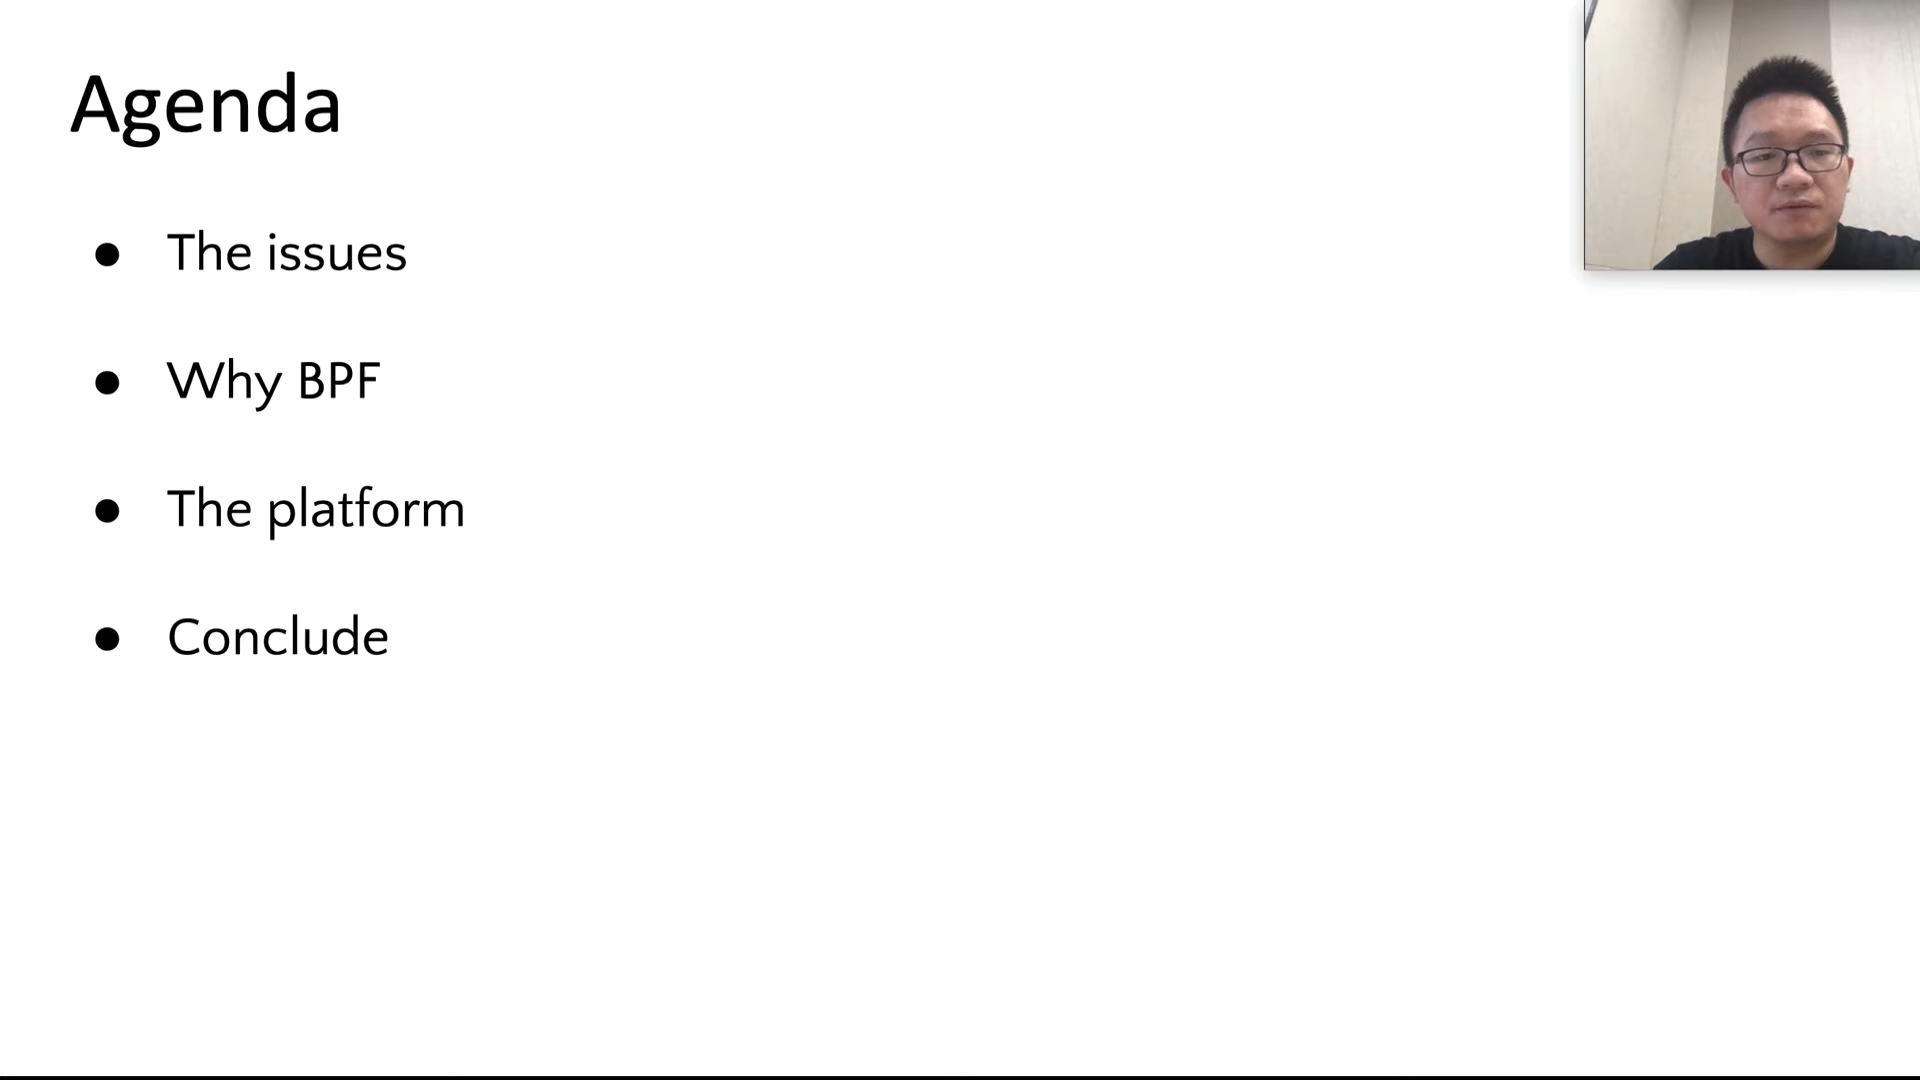 Agenda
● The issues
● Why BPF
● The platform
● Conclude